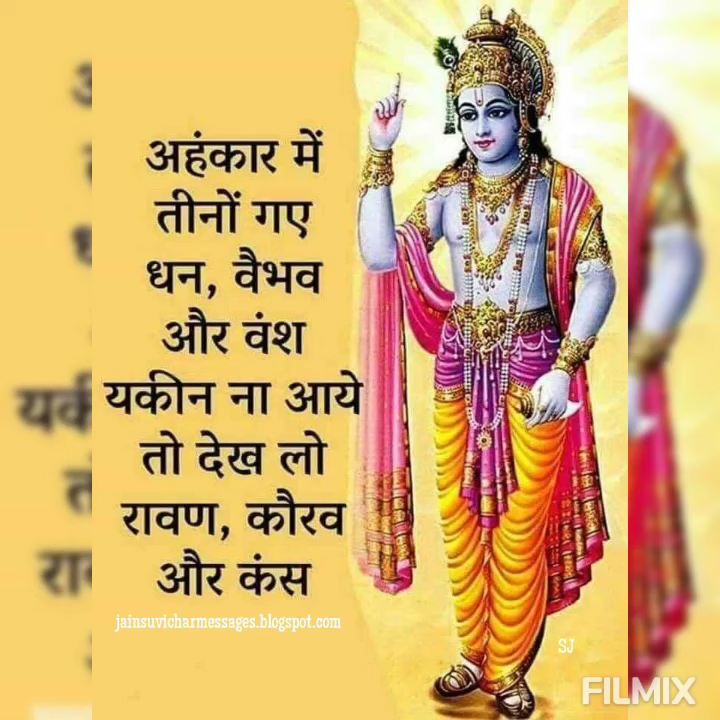 अहंकार में
तीनों गए
धन, वैभव
और वंश
यकीन ना आये
तो देख लो
रावण, कौरव
और कंस
jainsuvicharmessages.blogspot.com
SJ
FILMIX